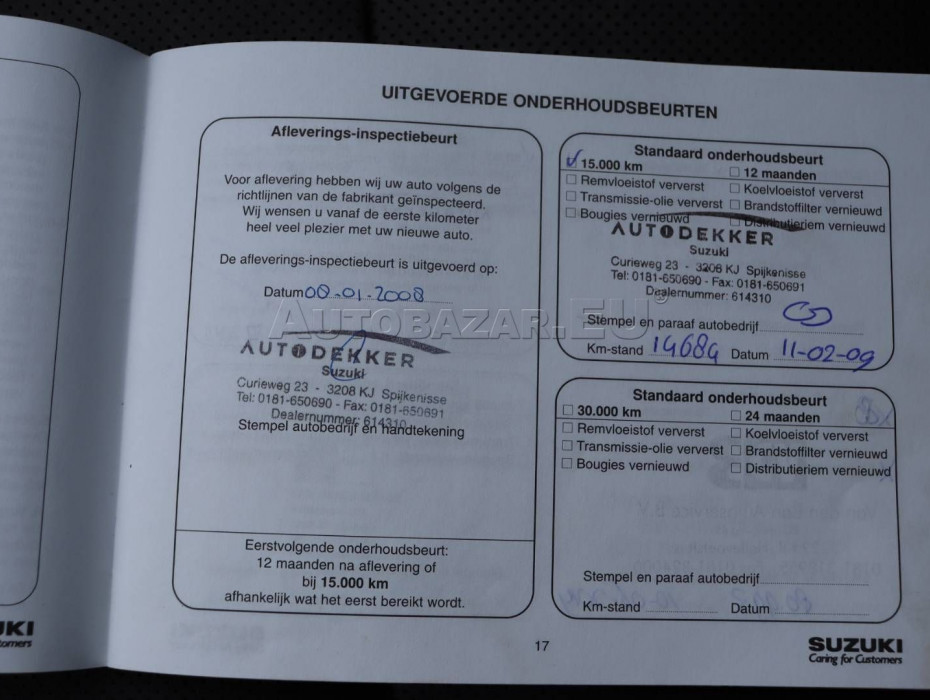 UITGEVOERDE ONDERHOUDSBEURTEN
Afleverings-inspectiebeurt
Voor aflevering hebben wij uw auto volgens de
richtlijnen van de fabrikant geïnspecteerd.
Wij wensen u vanaf de eerste kilometer
heel veel plezier met uw nieuwe auto.
De afleverings-inspectiebeurt is uitgevoerd op:
Datum 08-01-2008
AUTODEKKER
Suzuki
Curieweg 23 - 3208 KJ Spijkenisse
Tel: 0181-650690 - Fax: 0181-650691
Dealernummer: 614310
Stempel autobedrijf en handtekening
Eerstvolgende onderhoudsbeurt:
12 maanden na aflevering of
bij 15.000 km
afhankelijk wat het eerst bereikt wordt.
Standaard onderhoudsbeurt
15.000 km 12 maanden
Remvloeistof ververst Koelvloeistof ververst
Transmissie-olie ververst Brandstoffilter vernieuwd
Bougies vernieuwd Distributieriem vernieuwd
AUTODEKKER
Suzuki
Curieweg 23 - 3208 KJ Spijkenisse
Tel: 0181-650690 - Fax: 0181-650691
Dealernummer: 614310
Stempel en paraaf autobedrijf
Km-stand 14684 Datum 11-02-09
Standaard onderhoudsbeurt
30.000 km 24 maanden
Remvloeistof ververst Koelvloeistof ververst
Transmissie-olie ververst Brandstoffilter vernieuwd
Bougies vernieuwd Distributieriem vernieuwd
Stempel en paraaf autobedrijf
Km-stand Datum
17
SUZUKI
Caring for Customers
UKI
tomers
AUTOBAZAR.EU©